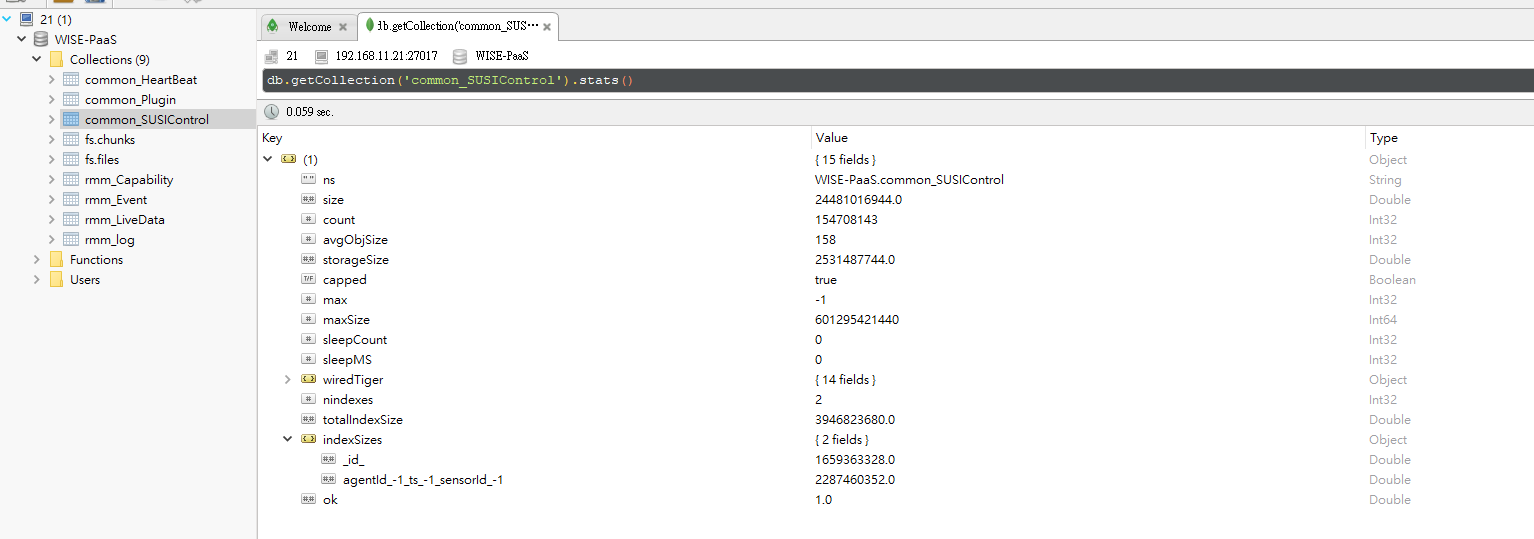 21 (1)
WISE-PaaS
Collections (9)
common_HeartBeat
common_Plugin
common_SUSIControl
fs.chunks
fs.files
rmm_Capability
rmm_Event
rmm_LiveData
rmm_log
Functions
Users
Welcome
db.getCollection('common_SUS…
21 192.168.11.21:27017 WISE-PaaS
db.getCollection('common_SUSIControl').stats()
0.059 sec.
Key Value Type
(1) { 15 fields } Object
ns WISE-PaaS.common_SUSIControl String
size 24481016944.0 Double
count 154708143 Int32
avgObjSize 158 Int32
storageSize 2531487744.0 Double
capped true Boolean
max -1 Int32
maxSize 601295421440 Int64
sleepCount 0 Int32
sleepMS 0 Int32
wiredTiger { 14 fields } Object
nindexes 2 Int32
totalIndexSize 3946823680.0 Double
indexSizes { 2 fields } Object
_id_ 1659363328.0 Double
agentId_-1_ts_-1_sensorId_-1 2287460352.0 Double
ok 1.0 Double